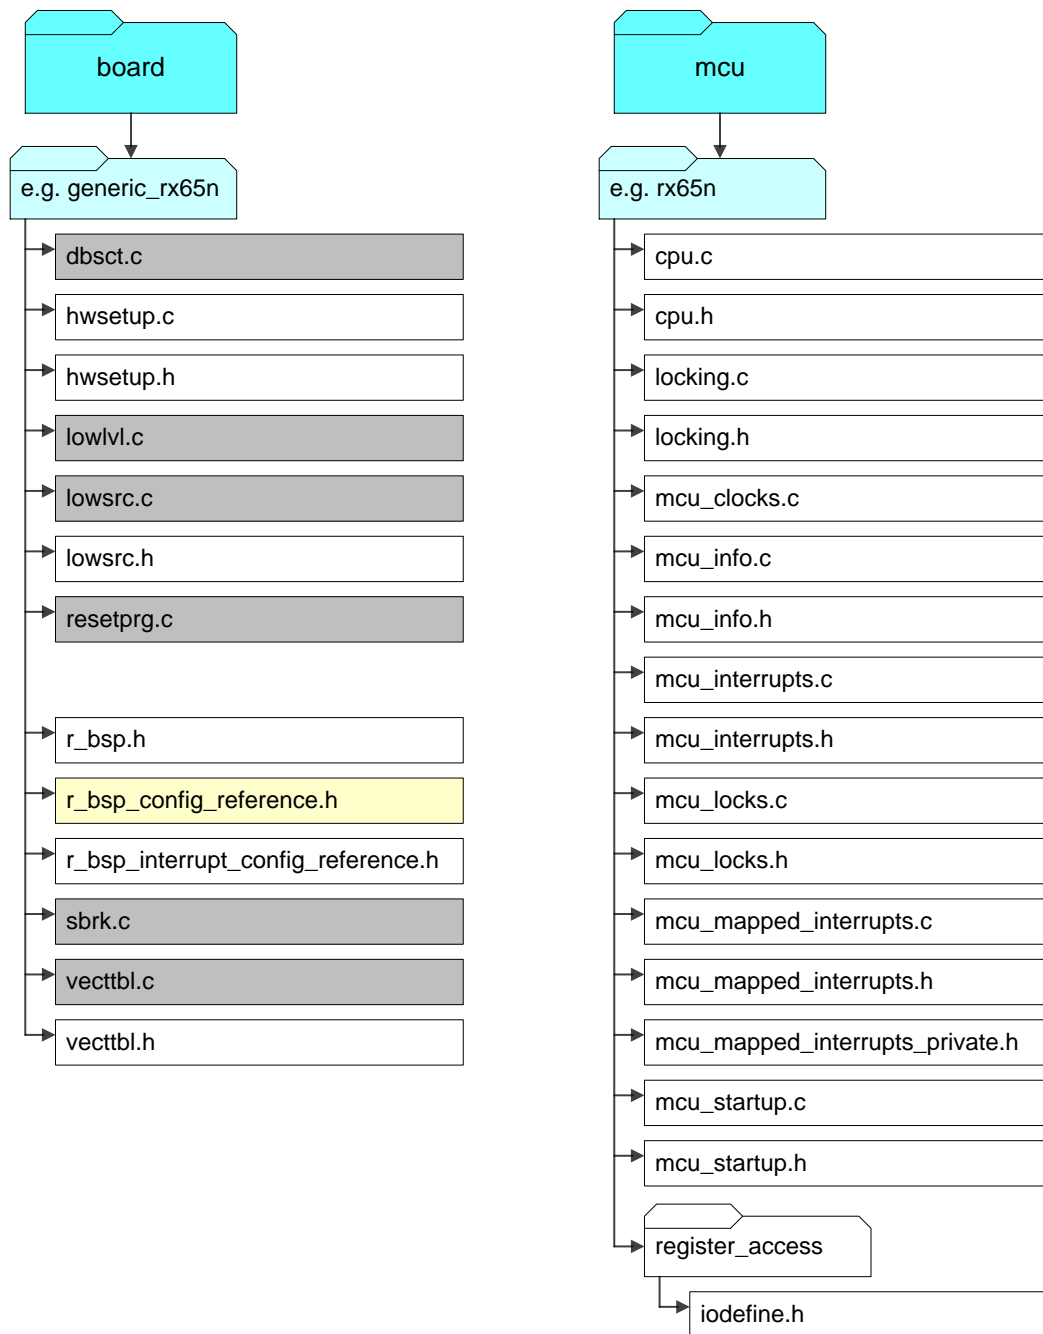 board
e.g. generic_rx65n
dbsct.c
hwsetup.c
hwsetup.h
lowlvl.c
lowsrc.c
lowsrc.h
resetprg.c
r_bsp.h
r_bsp_config_reference.h
r_bsp_interrupt_config_reference.h
sbrk.c
vecttbl.c
vecttbl.h
mcu
e.g. rx65n
cpu.c
cpu.h
locking.c
locking.h
mcu_clocks.c
mcu_info.c
mcu_info.h
mcu_interrupts.c
mcu_interrupts.h
mcu_locks.c
mcu_locks.h
mcu_mapped_interrupts.c
mcu_mapped_interrupts.h
mcu_mapped_interrupts_private.h
mcu_startup.c
mcu_startup.h
register_access
iodefine.h